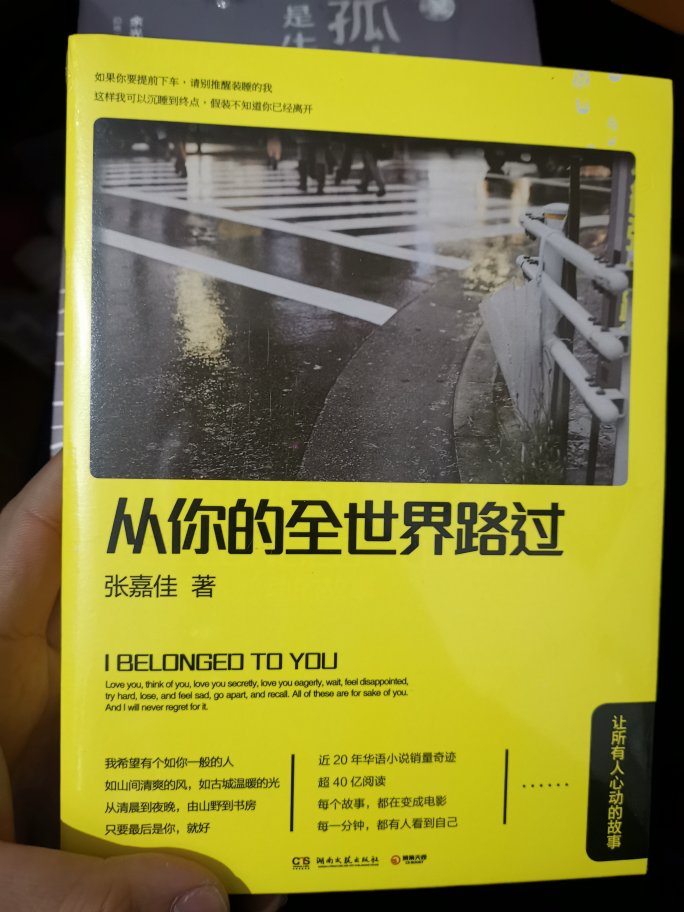 孤
是
如果你要提前下车，请别推醒装睡的我
这样我可以沉睡到终点，假装不知道你已经离开
从你的全世界路过
张嘉佳 著
I BELONGED TO YOU
Love you, think of you, love you secretly, love you eagerly, wait, feel disappointed,
try hard, lose, and feel sad, go apart, and recall. All of these are for sake of you.
And I will never regret for it.
我希望有个如你一般的人
如山间清爽的风，如古城温暖的光
从清晨到夜晚，由山野到书房
只要最后是你，就好
近 20 年华语小说销量奇迹
超 40 亿阅读
每个故事，都在变成电影
每一分钟，都有人看到自己
······
让所有人心动的故事
湖南文艺出版社
博集天卷
CS-BOOKY